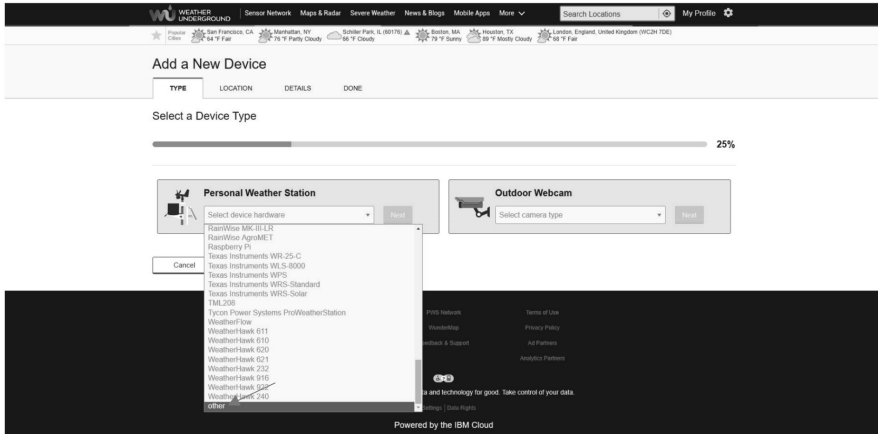 WEATHER UNDERGROUND
Sensor Network Maps & Radar Severe Weather News & Blogs Mobile Apps More Search Locations My Profile
Popular Cities San Francisco, CA 64 °F Fair Manhattan, NY 76 °F Partly Cloudy Schiller Park, IL (60176) 66 °F Cloudy Boston, MA 79 °F Sunny Houston, TX 89 °F Mostly Cloudy London, England, United Kingdom (WC2H 7DE) 68 °F Fair
Add a New Device
TYPE LOCATION DETAILS DONE
Select a Device Type
25%
Personal Weather Station
Select device hardware Next
Outdoor Webcam
Select camera type Next
RainWise MK-III-LR
RainWise AgroMET
Raspberry Pi
Texas Instruments WR-25-C
Texas Instruments WLS-8000
Texas Instruments WPS
Texas Instruments WRS-Standard
Texas Instruments WRS-Solar
TML208
Tycon Power Systems ProWeatherStation
WeatherFlow
WeatherHawk 611
WeatherHawk 610
WeatherHawk 620
WeatherHawk 621
WeatherHawk 232
WeatherHawk 916
WeatherHawk 922
WeatherHawk 240
other
Cancel
PWS Network Terms of Use
WunderMap Privacy Policy
& Support Ad Partners
Analytics Partners
and technology for good. Take control of your data.
Data Rights
Powered by the IBM Cloud